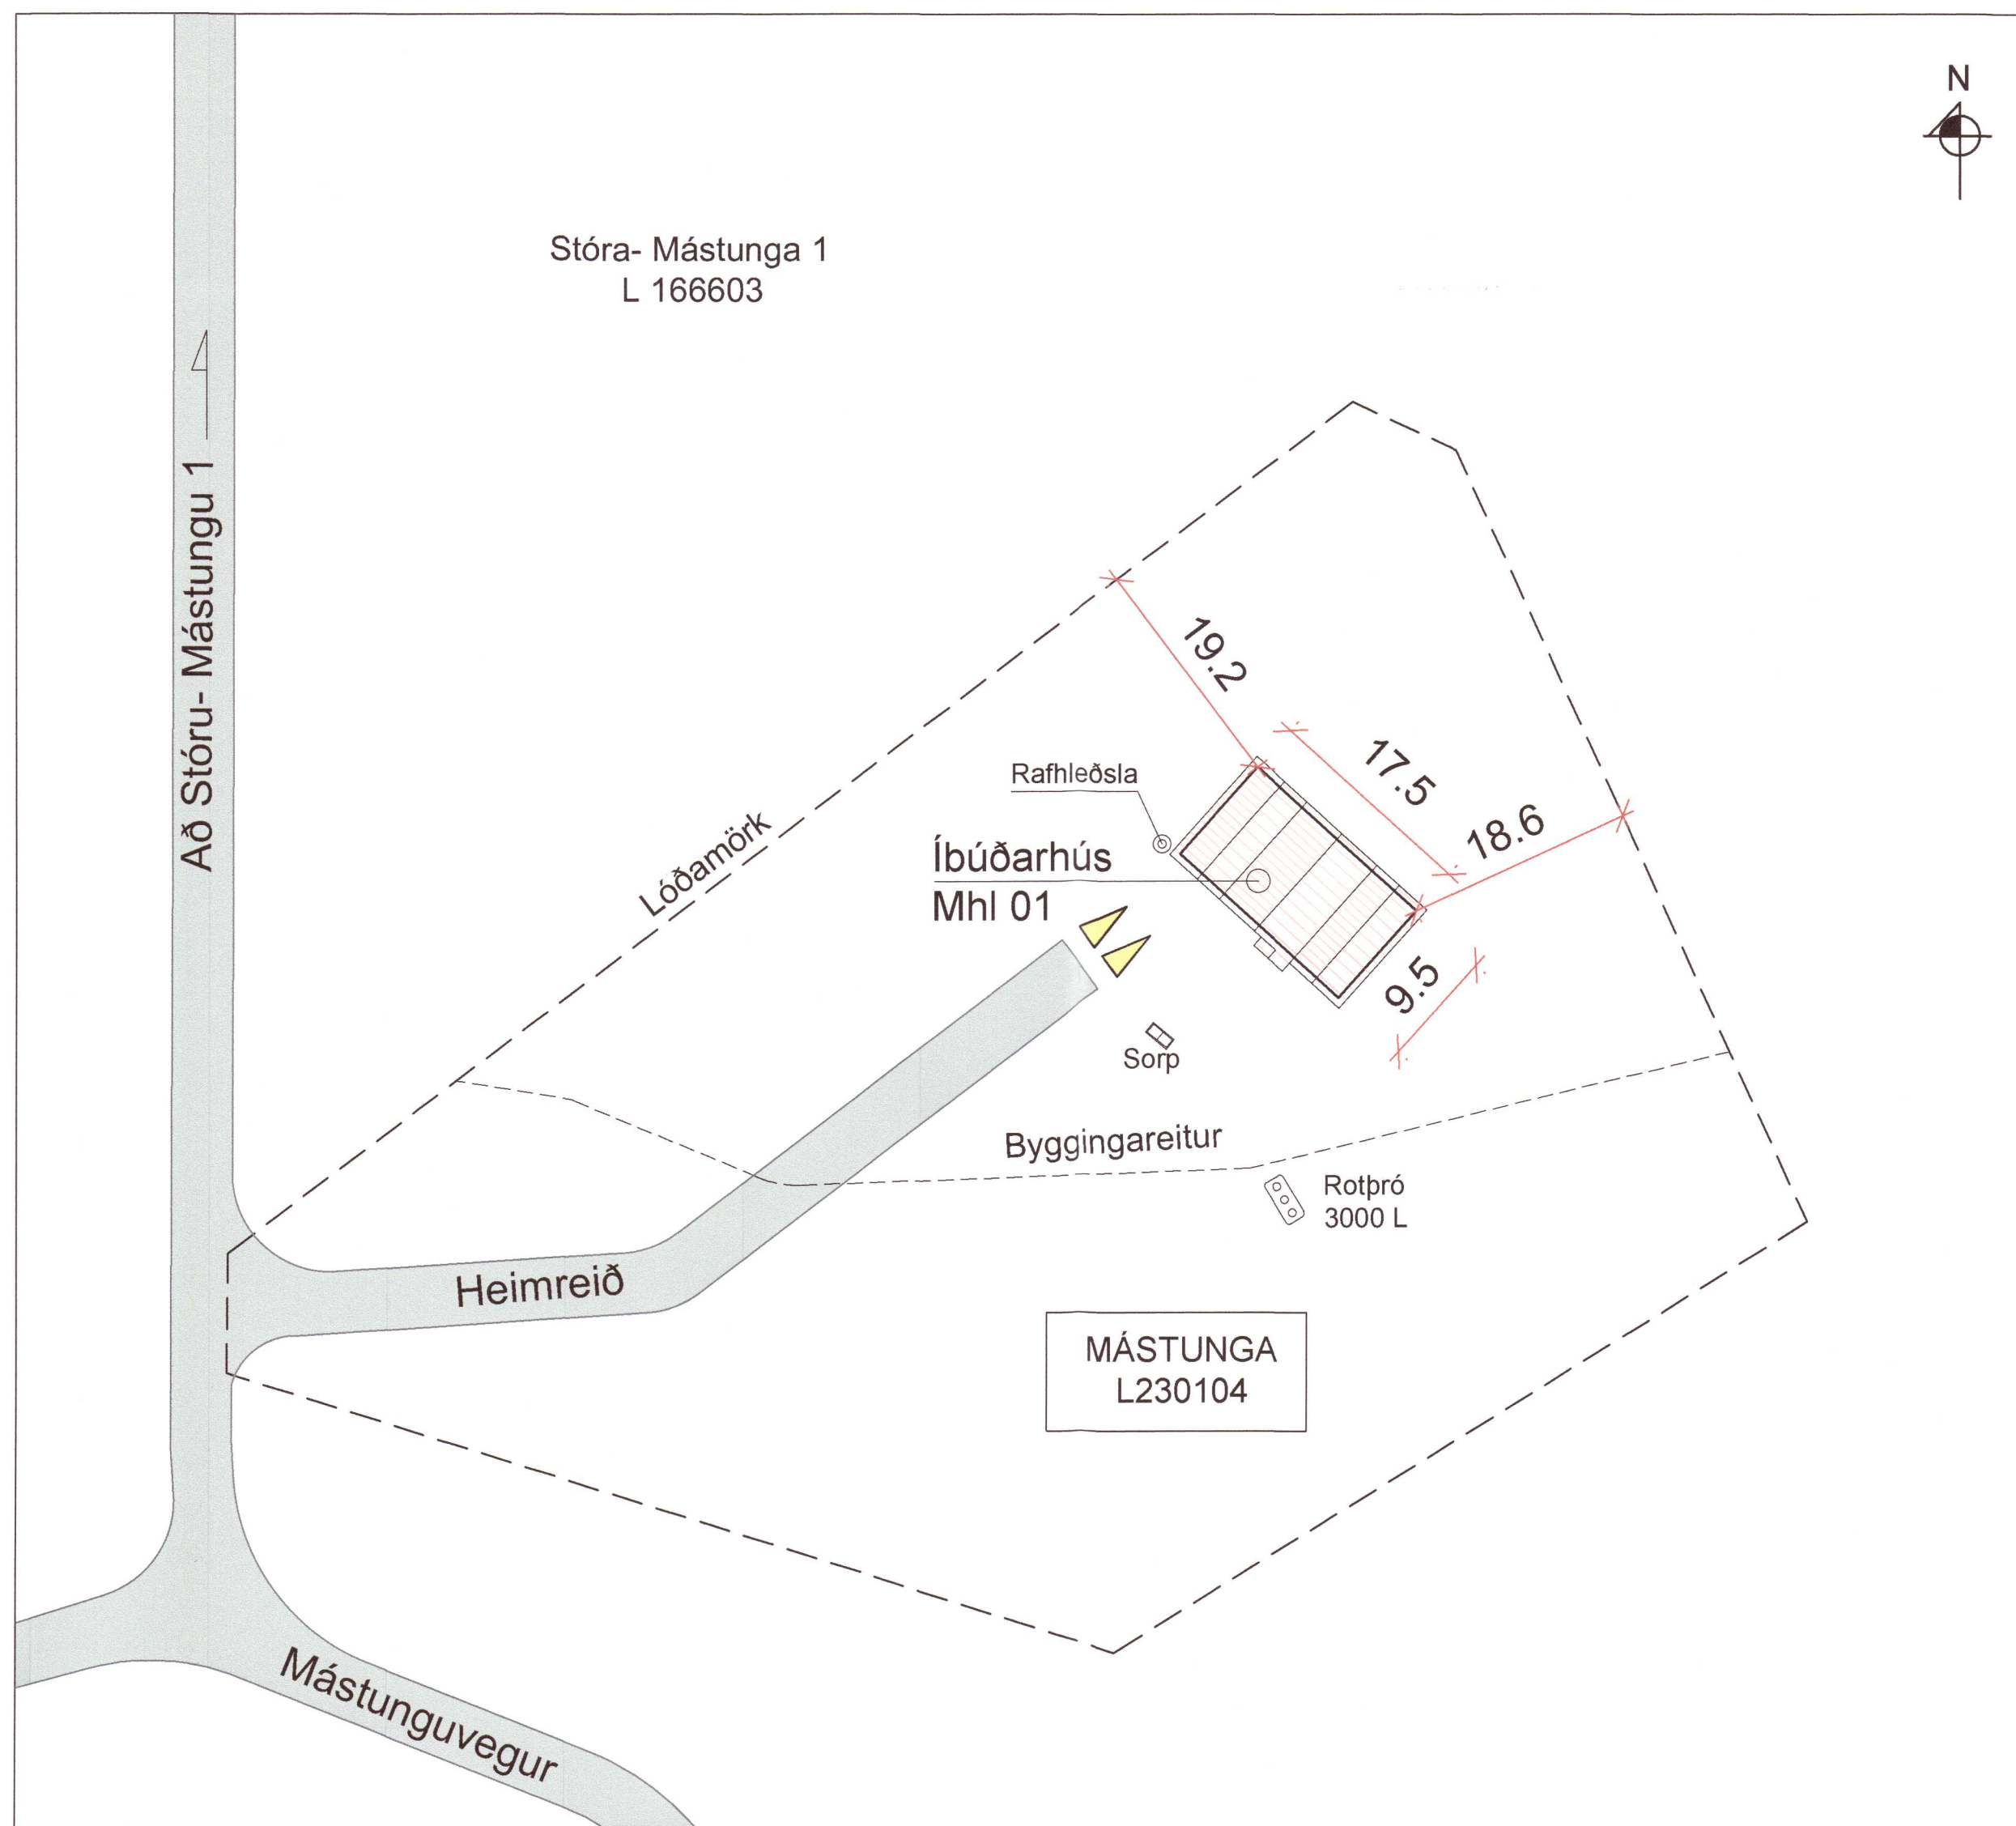 N
Stóra- Mástunga 1
L 166603
Að Stóru- Mástungu 1
19.2
17.5
18.6
9.5
Rafhleðsla
Íbúðarhús
Mhl 01
Lóðamörk
Sorp
Byggingareitur
Rotþró
3000 L
Heimreið
MÁSTUNGA
L230104
Mástunguvegur